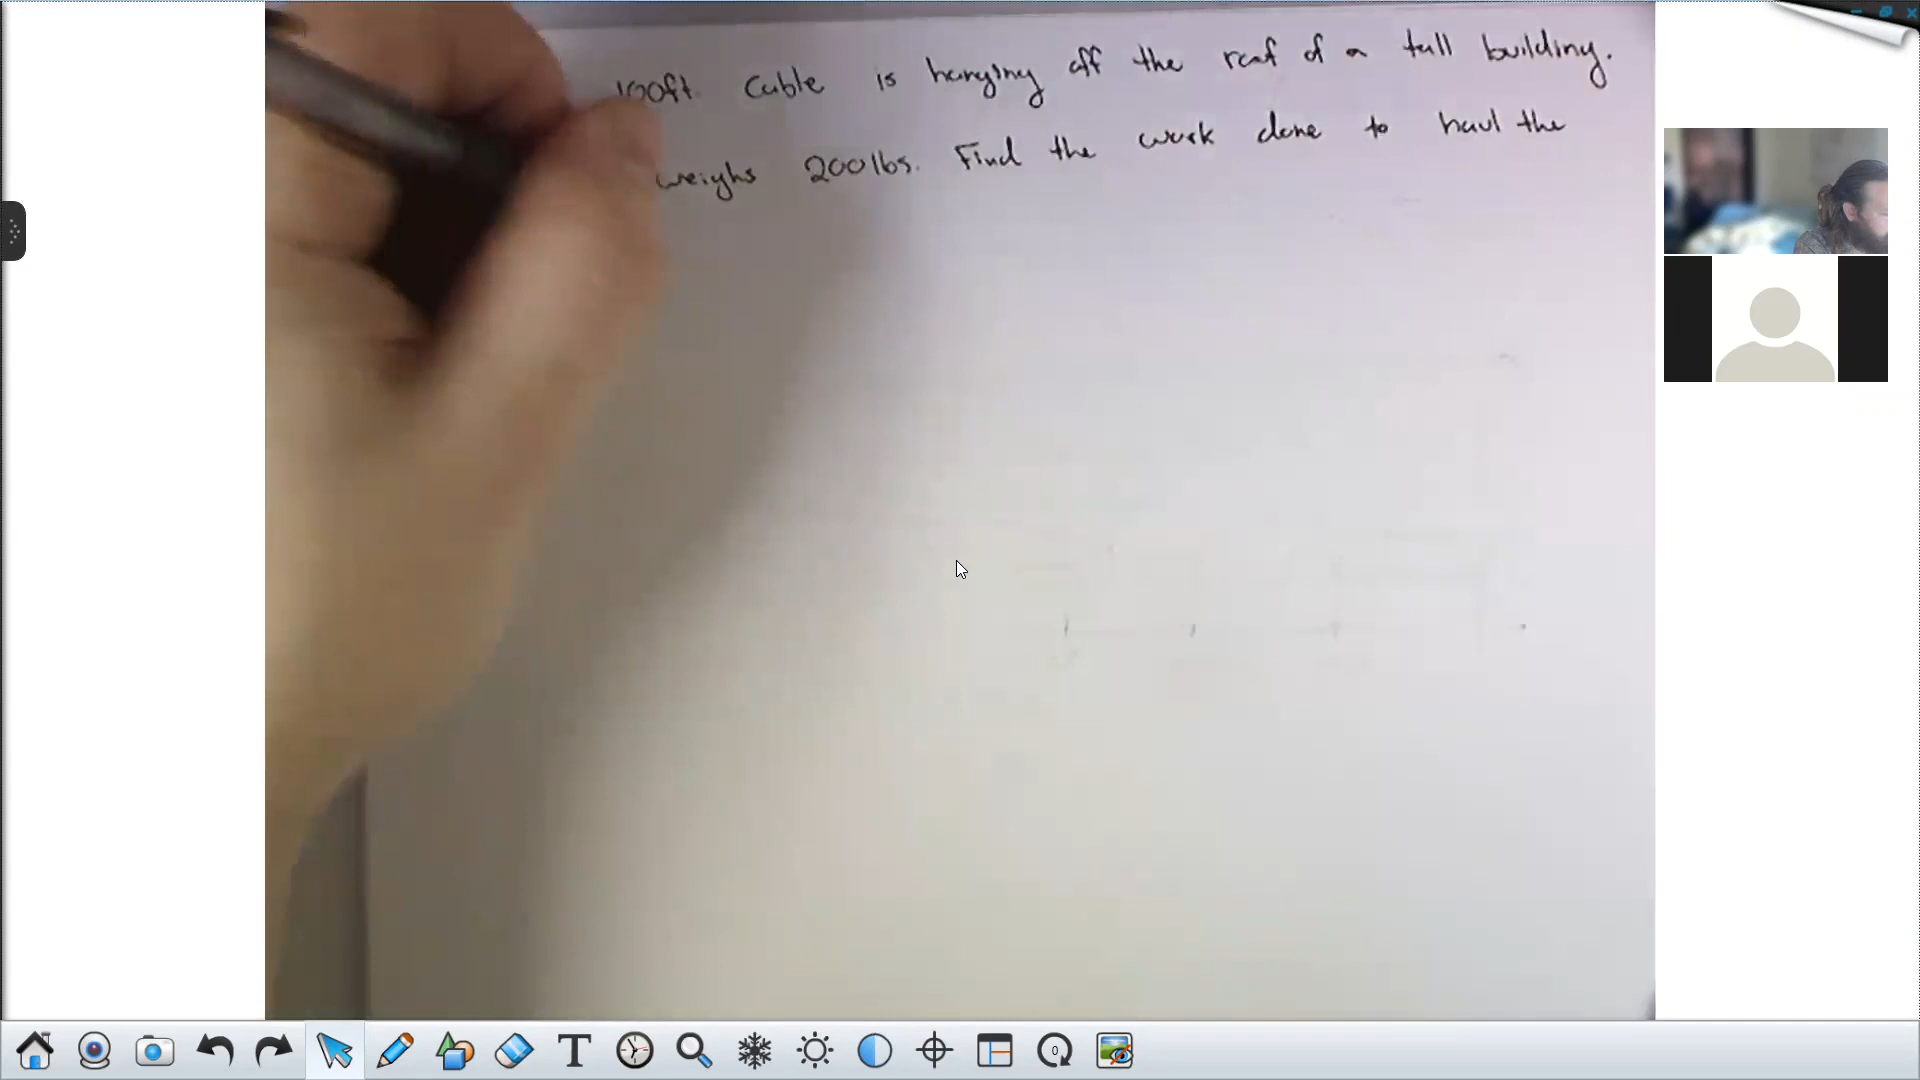 100ft. Cable is hanging off the roof of a tall building.
weighs 200lbs. Find the work done to haul the